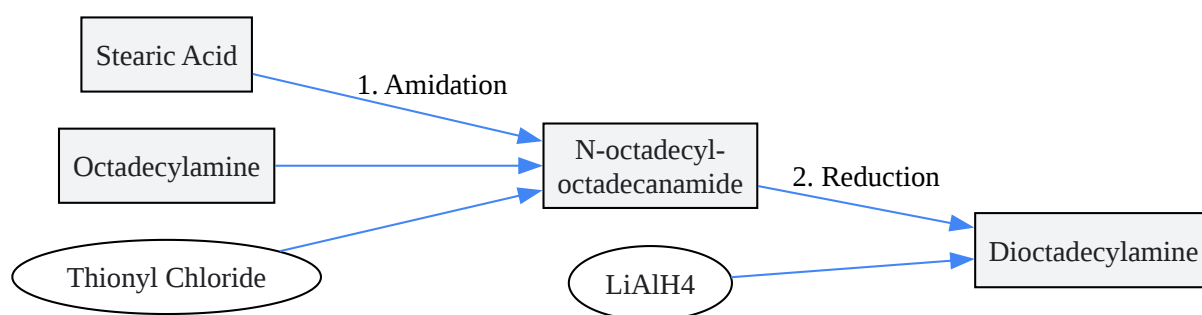 Stearic Acid
1. Amidation
Octadecylamine
N-octadecyl-
octadecanamide
2. Reduction
Thionyl Chloride
LiAlH4
Dioctadecylamine